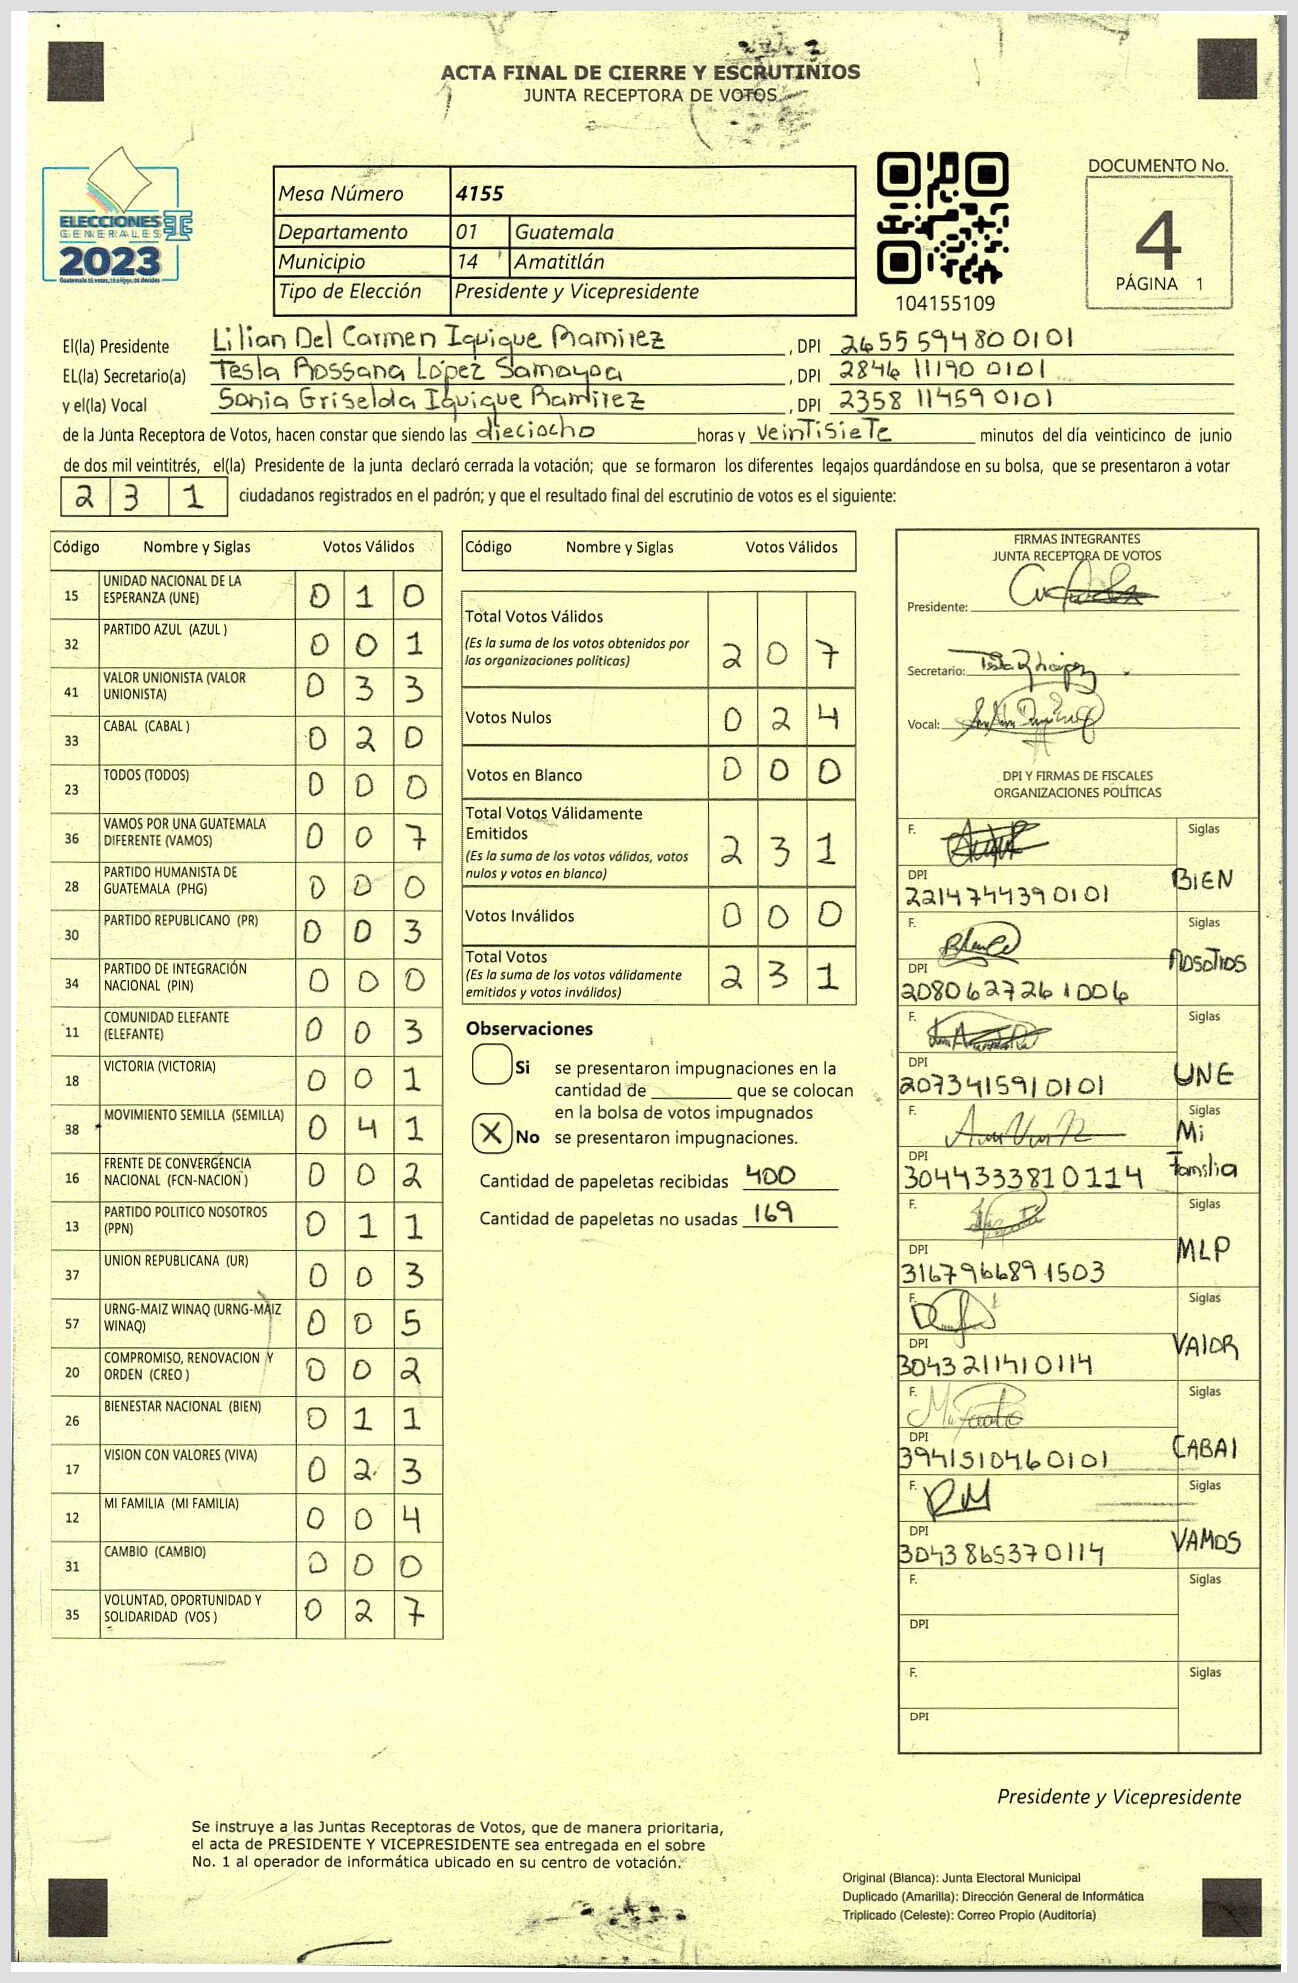 ACTA FINAL DE CIERRE Y ESCRUTINIOS
JUNTA RECEPTORA DE VOTOS
ELECCIONES
GENERALES
2023
Mesa Número 4155
Departamento 01 Guatemala
Municipio 14 Amatitlán
Tipo de Elección Presidente y Vicepresidente
104155109
DOCUMENTO No.
4
PÁGINA 1
El(la) Presidente Lilian Del Carmen Iquique Ramirez, DPI 2655 59480 0101
EL(la) Secretario(a) Tesla Rossana López Samayoa, DPI 2846 11190 0101
y el(la) Vocal Sonia Griselda Iquique Ramirez, DPI 2358 11459 0101
de la Junta Receptora de Votos, hacen constar que siendo las dieciocho horas y veintisiete minutos del día veinticinco de junio
de dos mil veintitrés, el(la) Presidente de la junta declaró cerrada la votación; que se formaron los diferentes legajos guardándose en su bolsa, que se presentaron a votar
2 3 1 ciudadanos registrados en el padrón; y que el resultado final del escrutinio de votos es el siguiente:
Código Nombre y Siglas Votos Válidos
15 UNIDAD NACIONAL DE LA ESPERANZA (UNE) 0 1 0
32 PARTIDO AZUL (AZUL ) 0 0 1
41 VALOR UNIONISTA (VALOR UNIONISTA) 0 3 3
33 CABAL (CABAL ) 0 2 0
23 TODOS (TODOS) 0 0 0
36 VAMOS POR UNA GUATEMALA DIFERENTE (VAMOS) 0 0 7
28 PARTIDO HUMANISTA DE GUATEMALA (PHG) 0 0 0
30 PARTIDO REPUBLICANO (PR) 0 0 3
34 PARTIDO DE INTEGRACIÓN NACIONAL (PIN) 0 0 0
11 COMUNIDAD ELEFANTE (ELEFANTE) 0 0 3
18 VICTORIA (VICTORIA) 0 0 1
38 MOVIMIENTO SEMILLA (SEMILLA) 0 4 1
16 FRENTE DE CONVERGENCIA NACIONAL (FCN-NACION ) 0 0 2
13 PARTIDO POLITICO NOSOTROS (PPN) 0 1 1
37 UNION REPUBLICANA (UR) 0 0 3
57 URNG-MAIZ WINAQ (URNG-MAIZ WINAQ) 0 0 5
20 COMPROMISO, RENOVACION Y ORDEN (CREO ) 0 0 2
26 BIENESTAR NACIONAL (BIEN) 0 1 1
17 VISION CON VALORES (VIVA) 0 2 3
12 MI FAMILIA (MI FAMILIA) 0 0 4
31 CAMBIO (CAMBIO) 0 0 0
35 VOLUNTAD, OPORTUNIDAD Y SOLIDARIDAD (VOS ) 0 2 7
Código Nombre y Siglas Votos Válidos
Total Votos Válidos
(Es la suma de los votos obtenidos por las organizaciones politicas) 2 0 7
Votos Nulos 0 2 4
Votos en Blanco 0 0 0
Total Votos Válidamente Emitidos
(Es la suma de los votos válidos, votos nulos y votos en blanco) 2 3 1
Votos Inválidos 0 0 0
Total Votos
(Es la suma de los votos válidamente emitidos y votos inválidos) 2 3 1
Observaciones
Si se presentaron impugnaciones en la
cantidad de ________ que se colocan
en la bolsa de votos impugnados
X No se presentaron impugnaciones.
Cantidad de papeletas recibidas 400
Cantidad de papeletas no usadas 169
FIRMAS INTEGRANTES
JUNTA RECEPTORA DE VOTOS
Presidente:
Secretario:
Vocal:
DPI Y FIRMAS DE FISCALES
ORGANIZACIONES POLÍTICAS
F. Siglas
DPI BIEN
2214744390101
F. Siglas
DPI NOSOTROS
2080627261006
F. Siglas
DPI UNE
2073415910101
F. Siglas
DPI Mi Familia
3044333810114
F. Siglas
DPI MLP
3167966891503
F. Siglas
DPI VALOR
3043211410114
F. Siglas
DPI CABAL
3941510460101
F. Siglas
DPI VAMOS
3043865370114
F. Siglas
DPI
F. Siglas
DPI
Presidente y Vicepresidente
Se instruye a las Juntas Receptoras de Votos, que de manera prioritaria,
el acta de PRESIDENTE Y VICEPRESIDENTE sea entregada en el sobre
No. 1 al operador de informática ubicado en su centro de votación.
Original (Blanca): Junta Electoral Municipal
Duplicado (Amarilla): Dirección General de Informática
Triplicado (Celeste): Correo Propio (Auditoría)